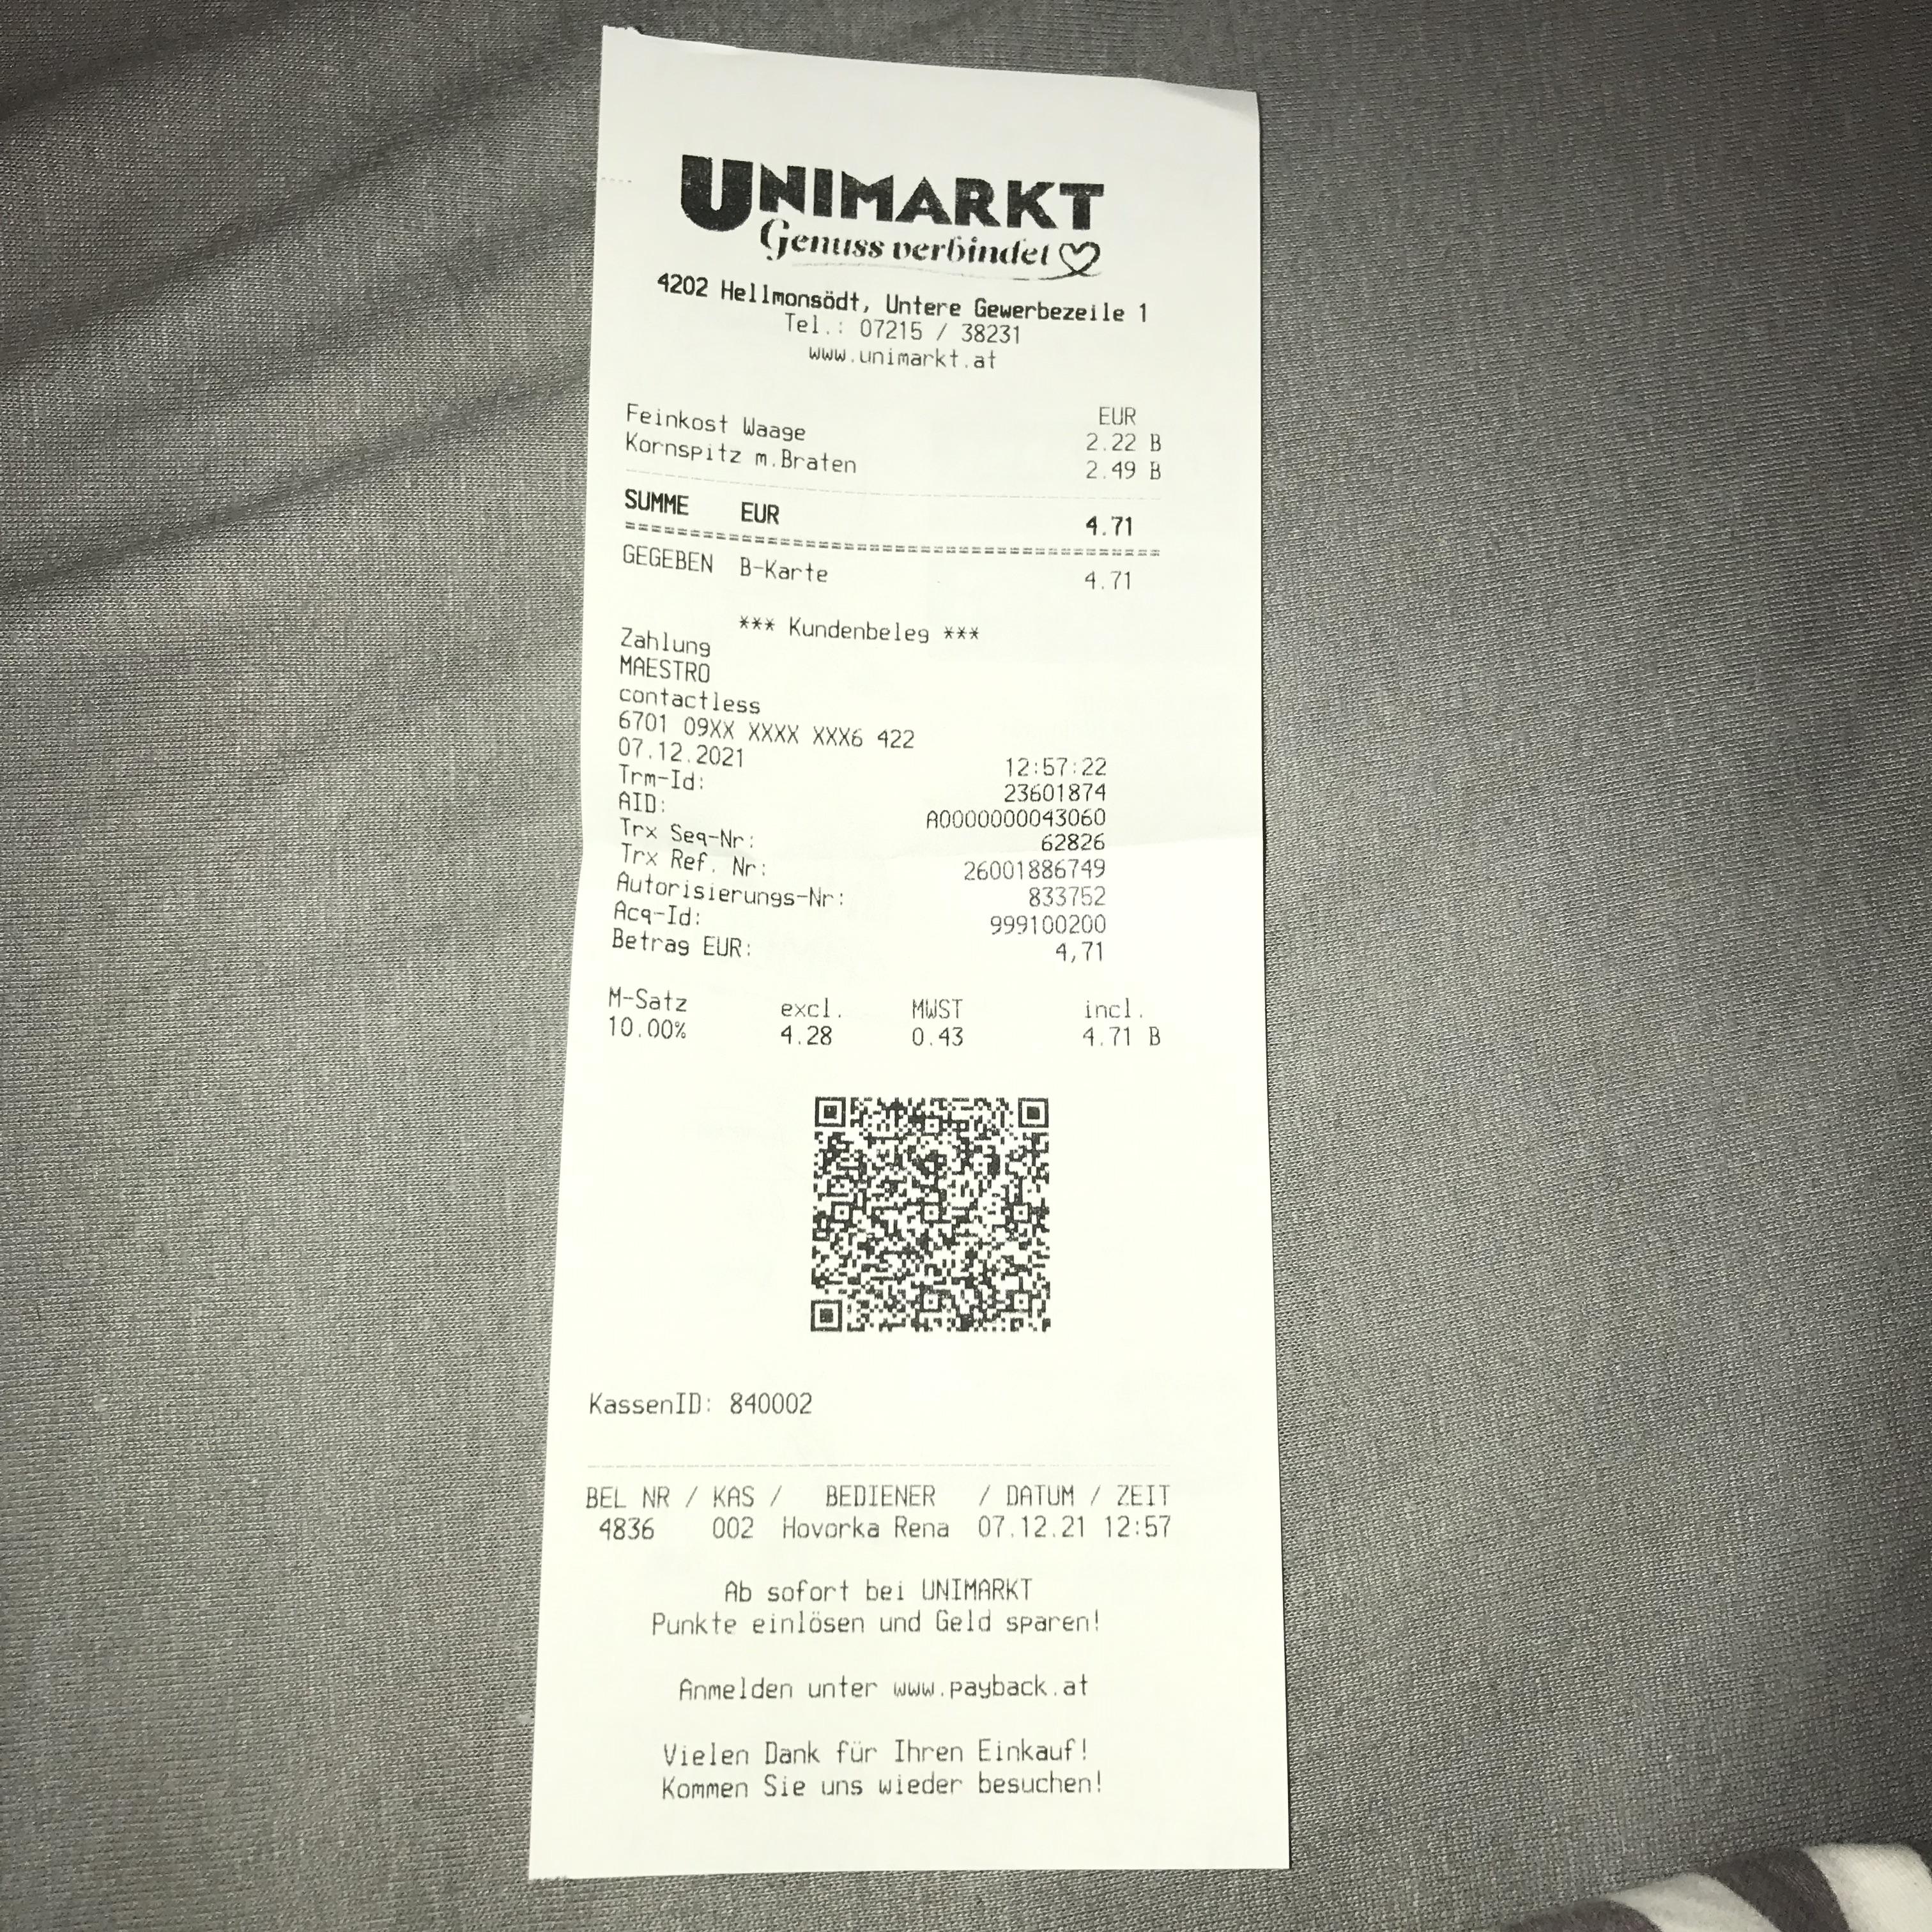 UNIMARKT
Genuss verbindet
4202 Hellmonsödt, Untere Gewerbezeile 1
Tel.: 07215 / 38231
www.unimarkt.at
EUR
Feinkost Waage 2.22 B
Kornspitz m.Braten 2.49 B
SUMME EUR 4.71
GEGEBEN B-Karte 4.71
*** Kundenbeleg ***
Zahlung
MAESTRO
contactless
6701 09XX XXXX XXX6 422
07.12.2021 12:57:22
Trm-Id: 23601874
AID: A0000000043060
Trx Seq-Nr: 62826
Trx Ref. Nr: 26001886749
Autorisierungs-Nr: 833752
Acq-Id: 999100200
Betrag EUR: 4,71
M-Satz excl. MWST incl.
10.00% 4.28 0.43 4.71 B
KassenID: 840002
BEL NR / KAS / BEDIENER / DATUM / ZEIT
4836 002 Hovorka Rena 07.12.21 12:57
Ab sofort bei UNIMARKT
Punkte einlösen und Geld sparen!
Anmelden unter www.payback.at
Vielen Dank für Ihren Einkauf!
Kommen Sie uns wieder besuchen!